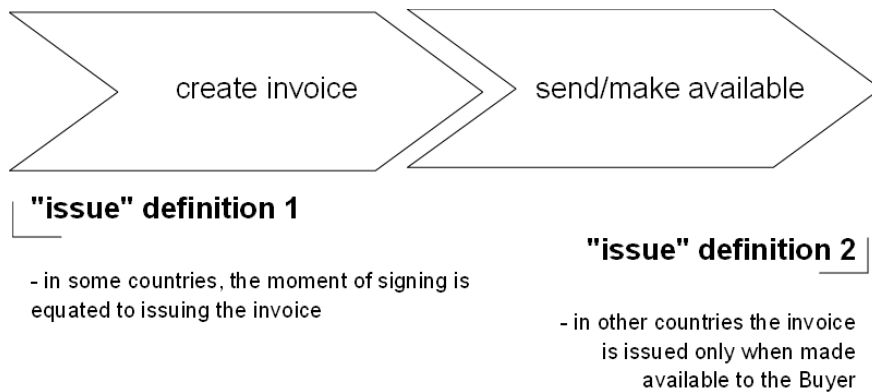 create invoice
send/make available
"issue" definition 1
"issue" definition 2
- in some countries, the moment of signing is
equated to issuing the invoice
- in other countries the invoice
is issued only when made
available to the Buyer